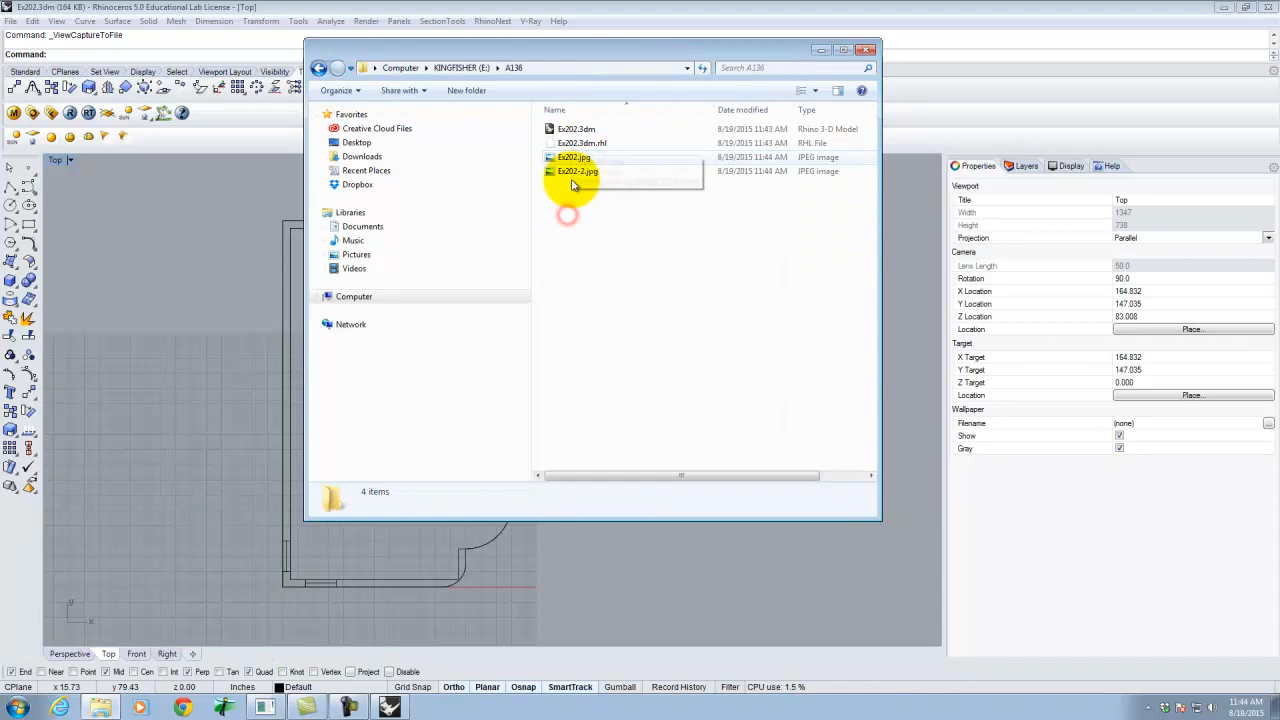 Ex202.3dm (164 KB) - Rhinoceros 5.0 Educational Lab License - [Top]
File Edit View Curve Surface Solid Mesh Dimension Transform Tools Analyze Render Panels SectionTools RhinoNest V-Ray Help
Command: _ViewCaptureToFile
Command:
Standard CPlanes Set View Display Select Viewport Layout Visibility
Computer KINGFISHER (E:) A136
Search A136
Organize Share with New folder
Name Date modified Type
Favorites
Creative Cloud Files
Desktop
Downloads
Recent Places
Dropbox
Libraries
Documents
Music
Pictures
Videos
Computer
Network
Ex202.3dm 8/19/2015 11:43 AM Rhino 3-D Model
Ex202.3dm.rhl 8/19/2015 11:43 AM RHL File
Ex202.jpg 8/19/2015 11:44 AM JPEG image
Ex202-2.jpg 8/19/2015 11:44 AM JPEG image
4 items
Top
Properties Layers Display Help
Viewport
Title Top
Width 1347
Height 738
Projection Parallel
Camera
Lens Length 50.0
Rotation 90.0
X Location 164.832
Y Location 147.035
Z Location 83.008
Location Place...
Target
X Target 164.832
Y Target 147.035
Z Target 0.000
Location Place...
Wallpaper
Filename (none)
Show
Gray
y
x
Perspective Top Front Right
End Near Point Mid Cen Int Perp Tan Quad Knot Vertex Project Disable
CPlane x 15.73 y 79.43 z 0.00 Inches Default Grid Snap Ortho Planar Osnap SmartTrack Gumball Record History Filter CPU use: 1.5 %
11:44 AM
8/19/2015